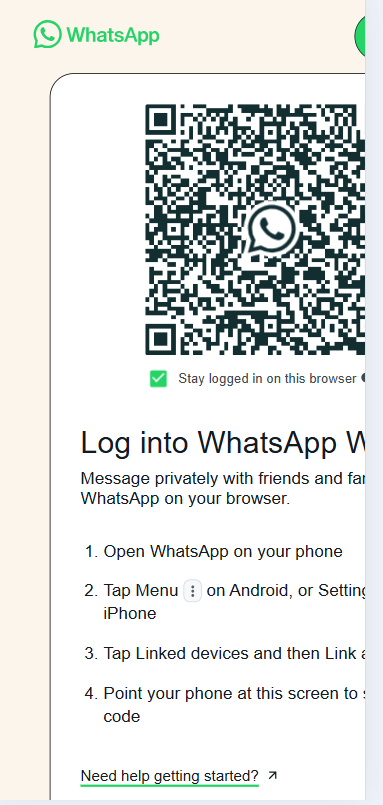 WhatsApp
Stay logged in on this browser
Log into WhatsApp W
Message privately with friends and fa
WhatsApp on your browser.
1. Open WhatsApp on your phone
2. Tap Menu on Android, or Setting
iPhone
3. Tap Linked devices and then Link a
4. Point your phone at this screen to s
code
Need help getting started?